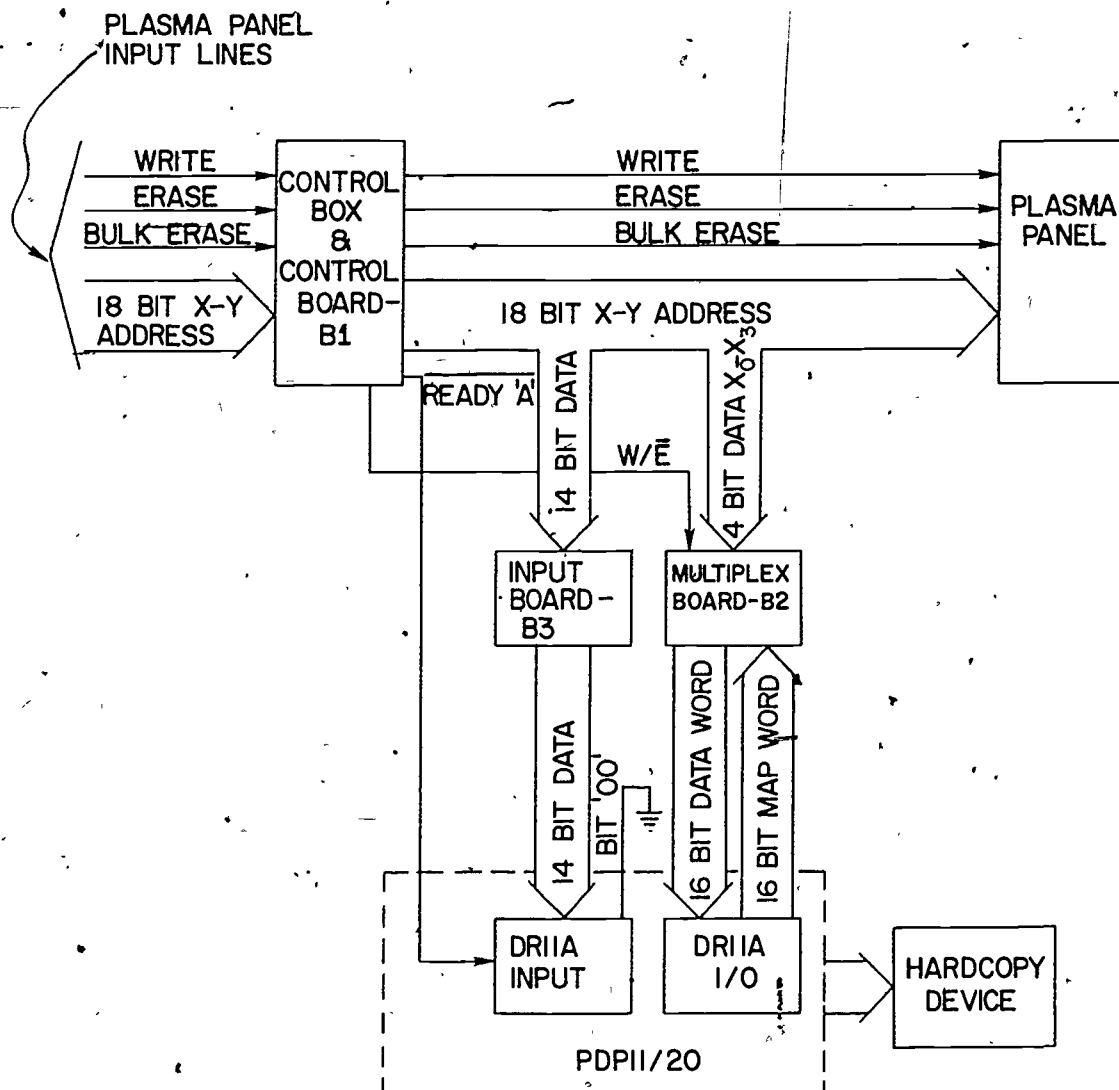 PLASMA PANEL
INPUT LINES
WRITE
ERASE
BULK ERASE
18 BIT X-Y
ADDRESS
CONTROL
BOX
&
CONTROL
BOARD-
B1
WRITE
ERASE
BULK ERASE
18 BIT X-Y ADDRESS
PLASMA
PANEL
READY 'A'
14 BIT DATA
W/E̅
4 BIT DATA X₀-X₃
INPUT
BOARD-
B3
MULTIPLEX
BOARD-B2
14 BIT DATA
BIT '00'
16 BIT DATA WORD
16 BIT MAP WORD
DR11A
INPUT
DR11A
I/O
HARDCOPY
DEVICE
PDP11/20